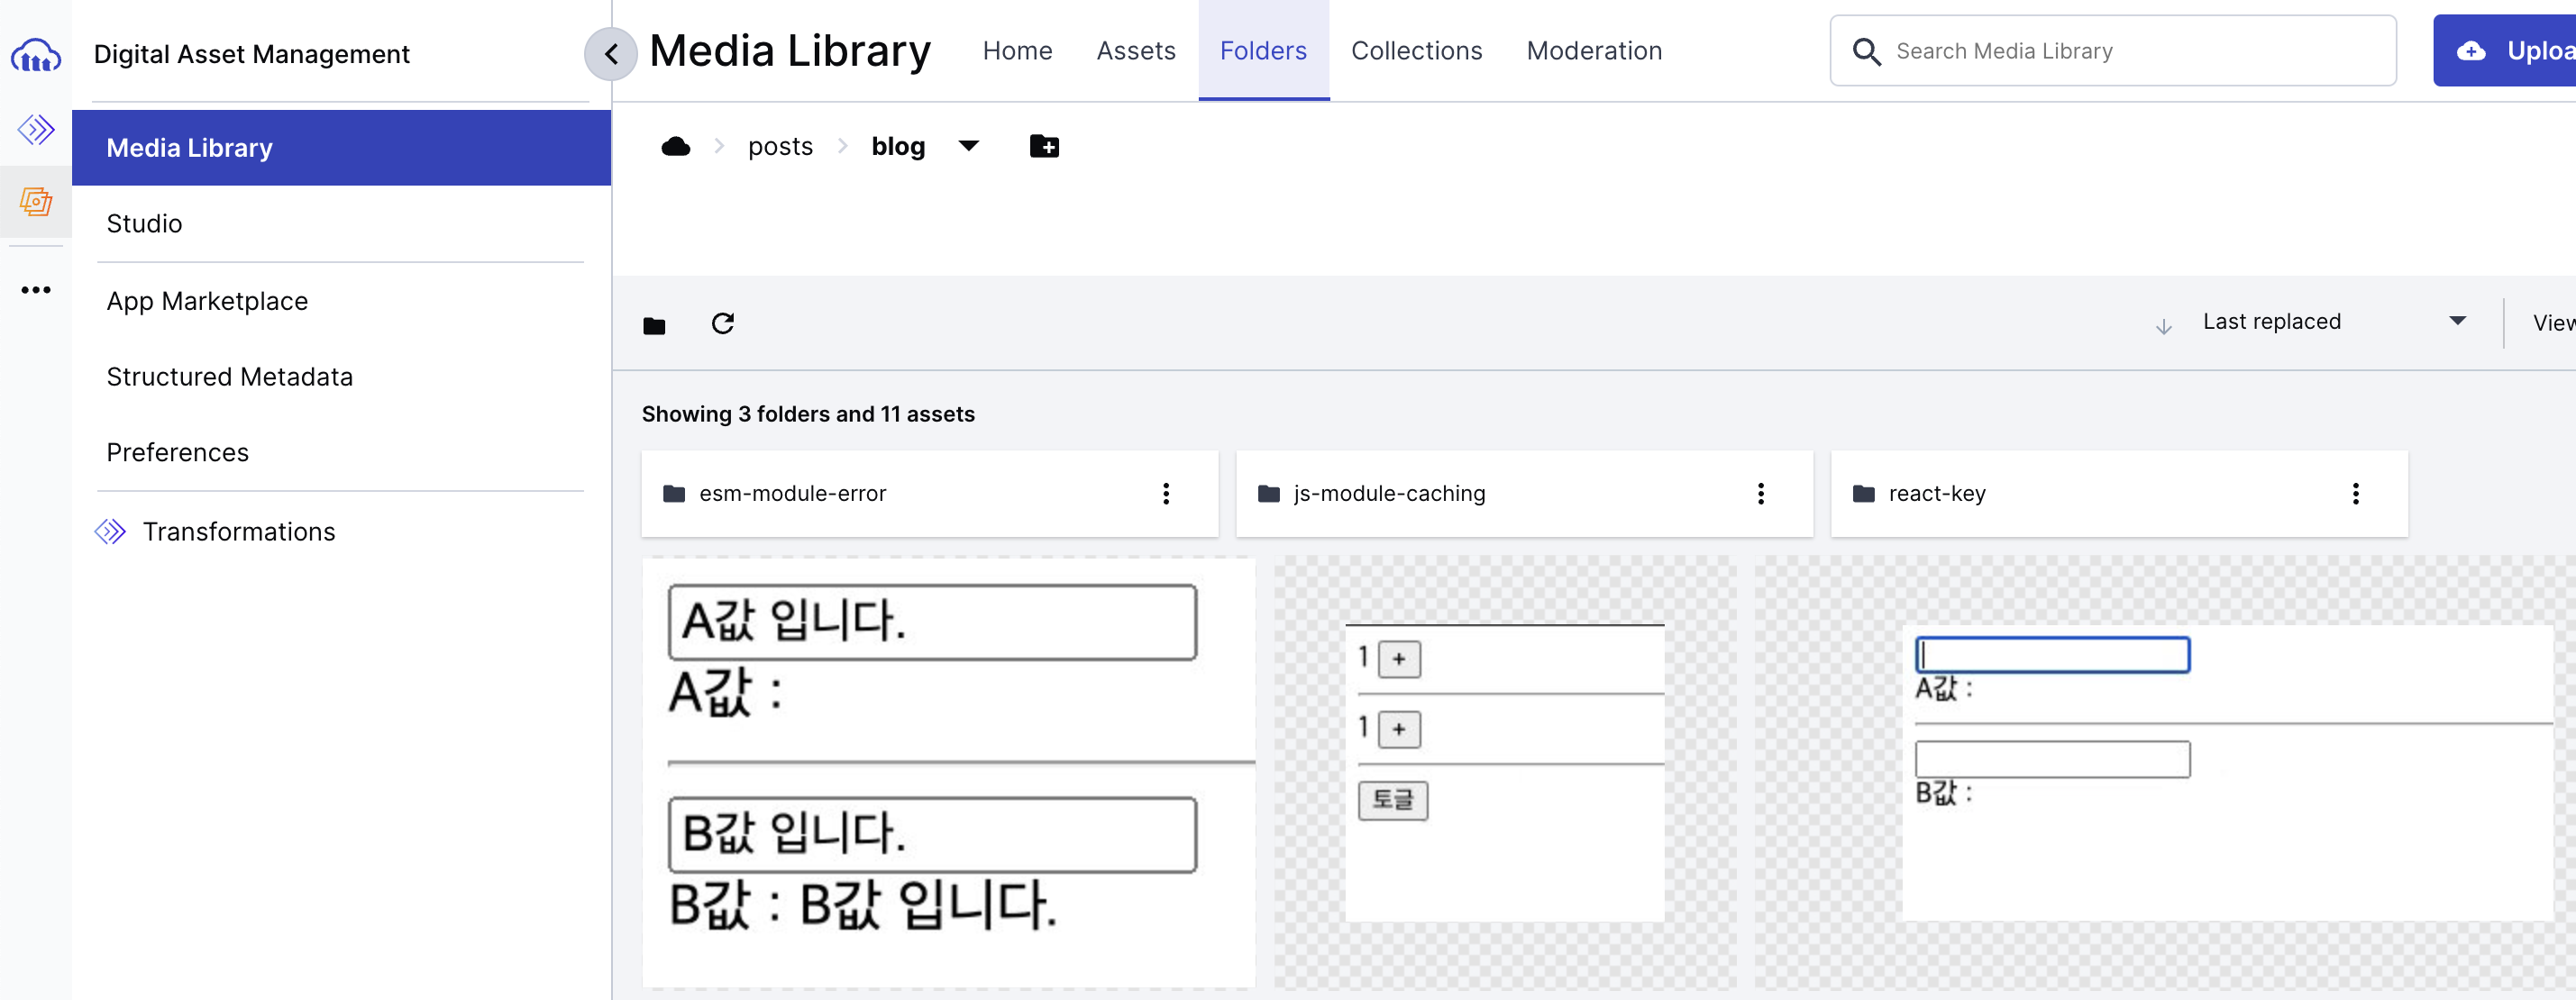 Digital Asset Management
Media Library
Studio
App Marketplace
Structured Metadata
Preferences
Transformations
Media Library
Home
Assets
Folders
Collections
Moderation
Search Media Library
posts
blog
Last replaced
Showing 3 folders and 11 assets
esm-module-error
js-module-caching
react-key
A값 입니다.
A값 :
B값 입니다.
B값 : B값 입니다.
1 +
1 +
토글
A값 :
B값 :